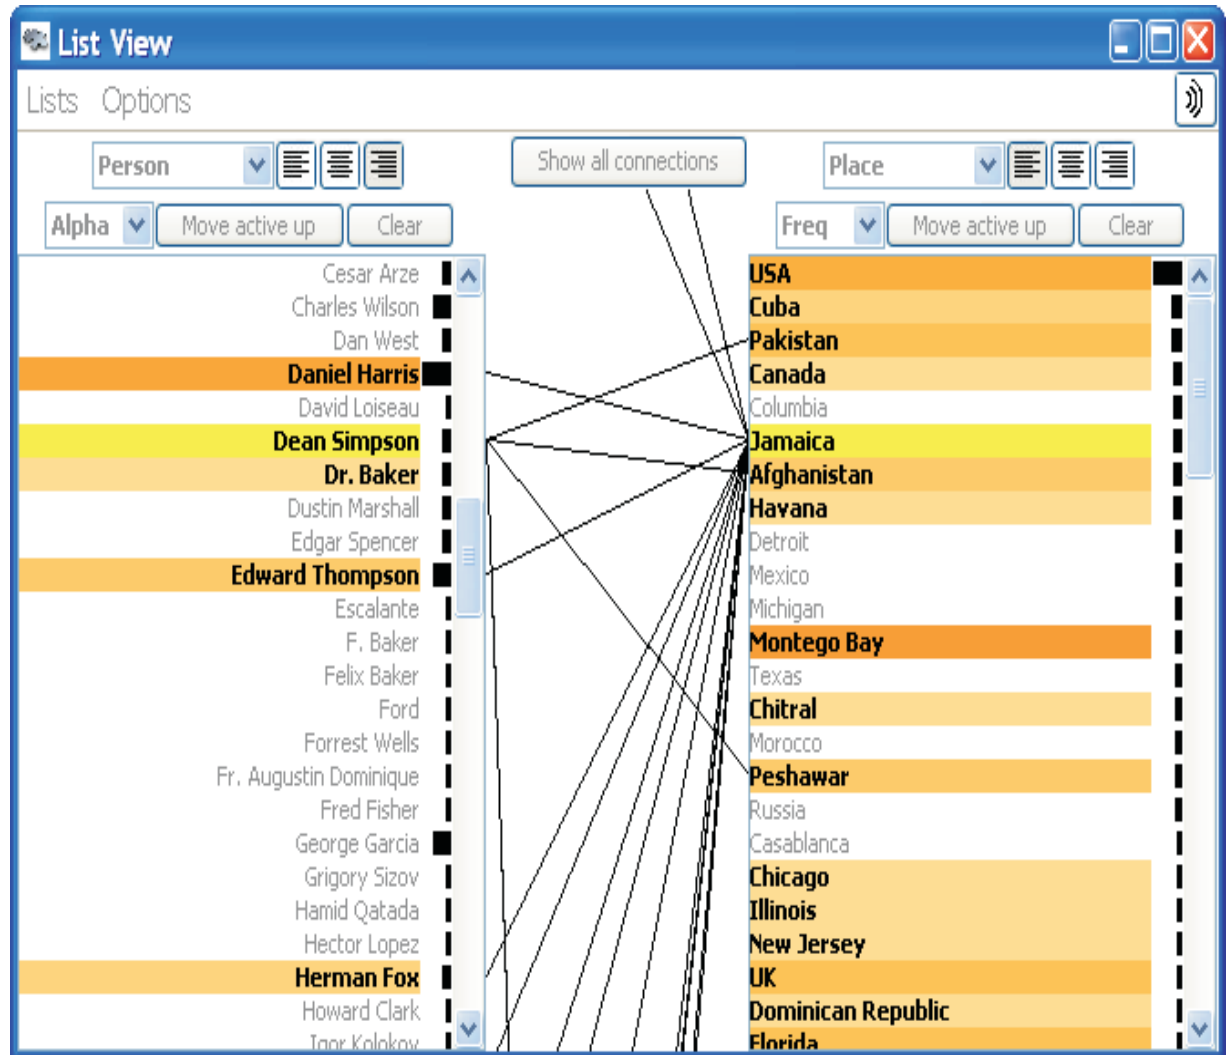 List View
Lists Options
Person
Show all connections
Place
Alpha Move active up Clear
Freq Move active up Clear
Cesar Arze
Charles Wilson
Dan West
Daniel Harris
David Loiseau
Dean Simpson
Dr. Baker
Dustin Marshall
Edgar Spencer
Edward Thompson
Escalante
F. Baker
Felix Baker
Ford
Forrest Wells
Fr. Augustin Dominique
Fred Fisher
George Garcia
Grigory Sizov
Hamid Qatada
Hector Lopez
Herman Fox
Howard Clark
Igor Kolokov
USA
Cuba
Pakistan
Canada
Columbia
Jamaica
Afghanistan
Havana
Detroit
Mexico
Michigan
Montego Bay
Texas
Chitral
Morocco
Peshawar
Russia
Casablanca
Chicago
Illinois
New Jersey
UK
Dominican Republic
Florida